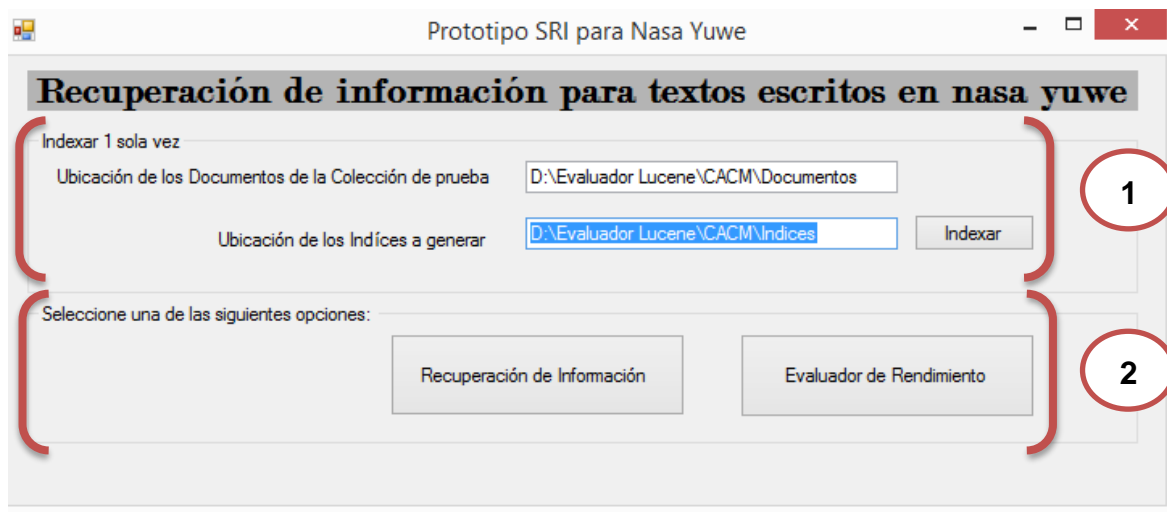 Prototipo SRI para Nasa Yuwe
Recuperación de información para textos escritos en nasa yuwe
Indexar 1 sola vez
Ubicación de los Documentos de la Colección de prueba D:\Evaluador Lucene\CACM\Documentos
1
Ubicación de los Indíces a generar D:\Evaluador Lucene\CACM\Indices Indexar
Seleccione una de las siguientes opciones:
Recuperación de Información Evaluador de Rendimiento
2